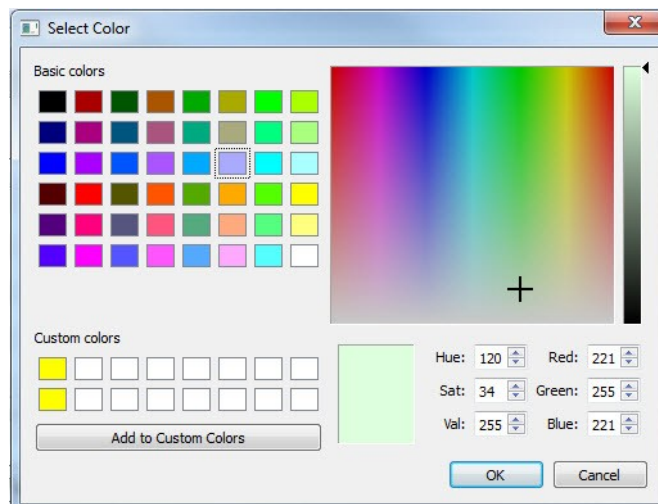 Select Color
Basic colors
Custom colors
Add to Custom Colors
Hue: 120 Red: 221
Sat: 34 Green: 255
Val: 255 Blue: 221
OK Cancel